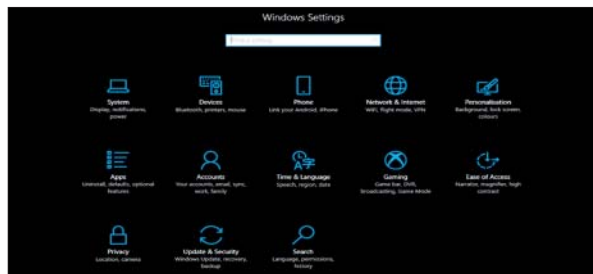 Windows Settings
System
Display, notifications,
power
Devices
Bluetooth, printers, mouse
Phone
Link your Android, iPhone
Network & Internet
WiFi, flight mode, VPN
Personalisation
Background, lock screen,
colours
Apps
Uninstall, defaults, optional
features
Accounts
Your accounts, email, sync,
work, family
Time & Language
Speech, region, date
Gaming
Game bar, DVR,
broadcasting, Game Mode
Ease of Access
Narrator, magnifier, high
contrast
Privacy
Location, camera
Update & Security
Windows Update, recovery,
backup
Search
Language, permissions,
history